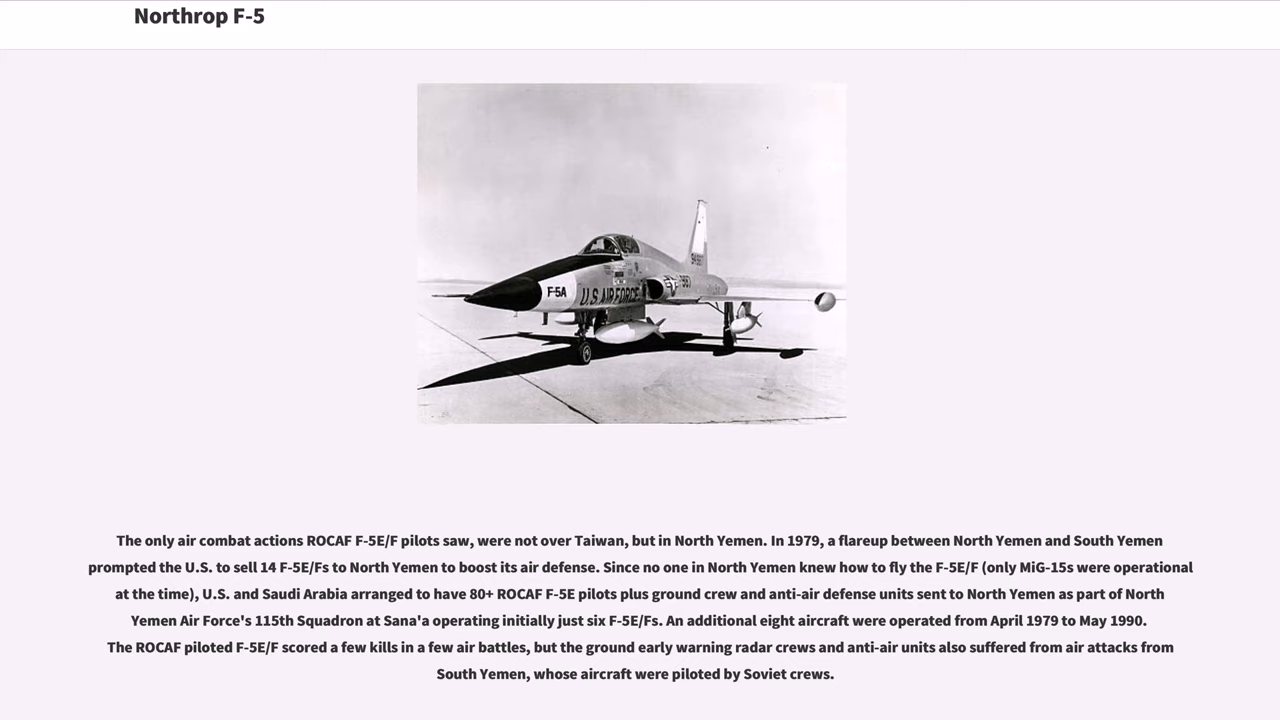 Northrop F-5
F-5A
U.S. AIR FORCE
The only air combat actions ROCAF F-5E/F pilots saw, were not over Taiwan, but in North Yemen. In 1979, a flareup between North Yemen and South Yemen
prompted the U.S. to sell 14 F-5E/Fs to North Yemen to boost its air defense. Since no one in North Yemen knew how to fly the F-5E/F (only MiG-15s were operational
at the time), U.S. and Saudi Arabia arranged to have 80+ ROCAF F-5E pilots plus ground crew and anti-air defense units sent to North Yemen as part of North
Yemen Air Force's 115th Squadron at Sana'a operating initially just six F-5E/Fs. An additional eight aircraft were operated from April 1979 to May 1990.
The ROCAF piloted F-5E/F scored a few kills in a few air battles, but the ground early warning radar crews and anti-air units also suffered from air attacks from
South Yemen, whose aircraft were piloted by Soviet crews.